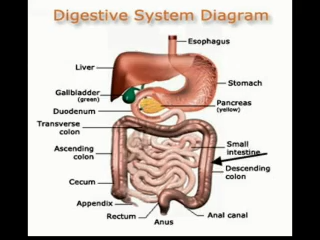 Digestive System Diagram
Esophagus
Liver
Stomach
Gallbladder
(green)
Pancreas
(yellow)
Duodenum
Transverse
colon
Small
intestine
Ascending
colon
Descending
colon
Cecum
Appendix
Rectum
Anus
Anal canal